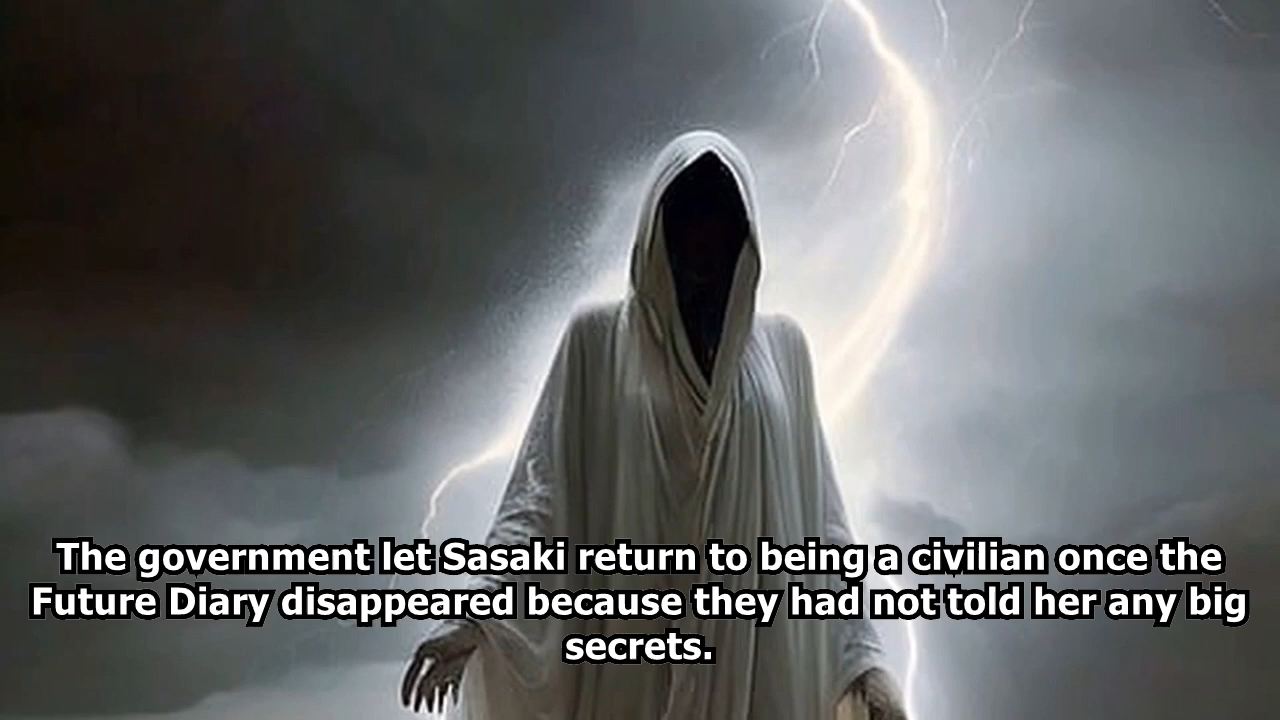 The government let Sasaki return to being a civilian once the
Future Diary disappeared because they had not told her any big
secrets.